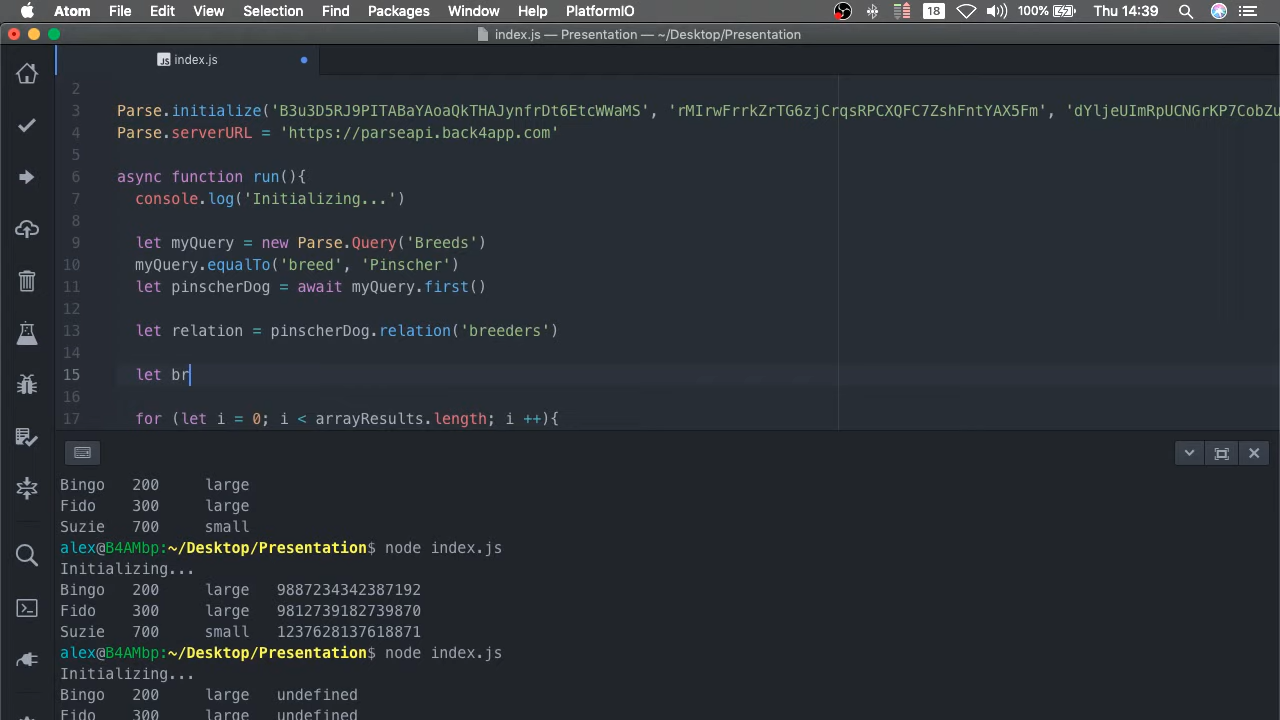 Atom File Edit View Selection Find Packages Window Help PlatformIO 18 100% Thu 14:39
index.js — Presentation — ~/Desktop/Presentation
JS index.js
2
3 Parse.initialize('B3u3D5RJ9PITABaYAoaQkTHAJynfrDt6EtcWWaMS', 'rMIrwFrrkZrTG6zjCrqsRPCXQFC7ZshFntYAX5Fm', 'dYljeUImRpUCNGrKP7CobZu
4 Parse.serverURL = 'https://parseapi.back4app.com'
5
6 async function run(){
7 console.log('Initializing...')
8
9 let myQuery = new Parse.Query('Breeds')
10 myQuery.equalTo('breed', 'Pinscher')
11 let pinscherDog = await myQuery.first()
12
13 let relation = pinscherDog.relation('breeders')
14
15 let br
16
17 for (let i = 0; i < arrayResults.length; i ++){
Bingo 200 large
Fido 300 large
Suzie 700 small
alex@B4AMbp:~/Desktop/Presentation$ node index.js
Initializing...
Bingo 200 large 9887234342387192
Fido 300 large 9812739182739870
Suzie 700 small 1237628137618871
alex@B4AMbp:~/Desktop/Presentation$ node index.js
Initializing...
Bingo 200 large undefined
Fido 300 large undefined